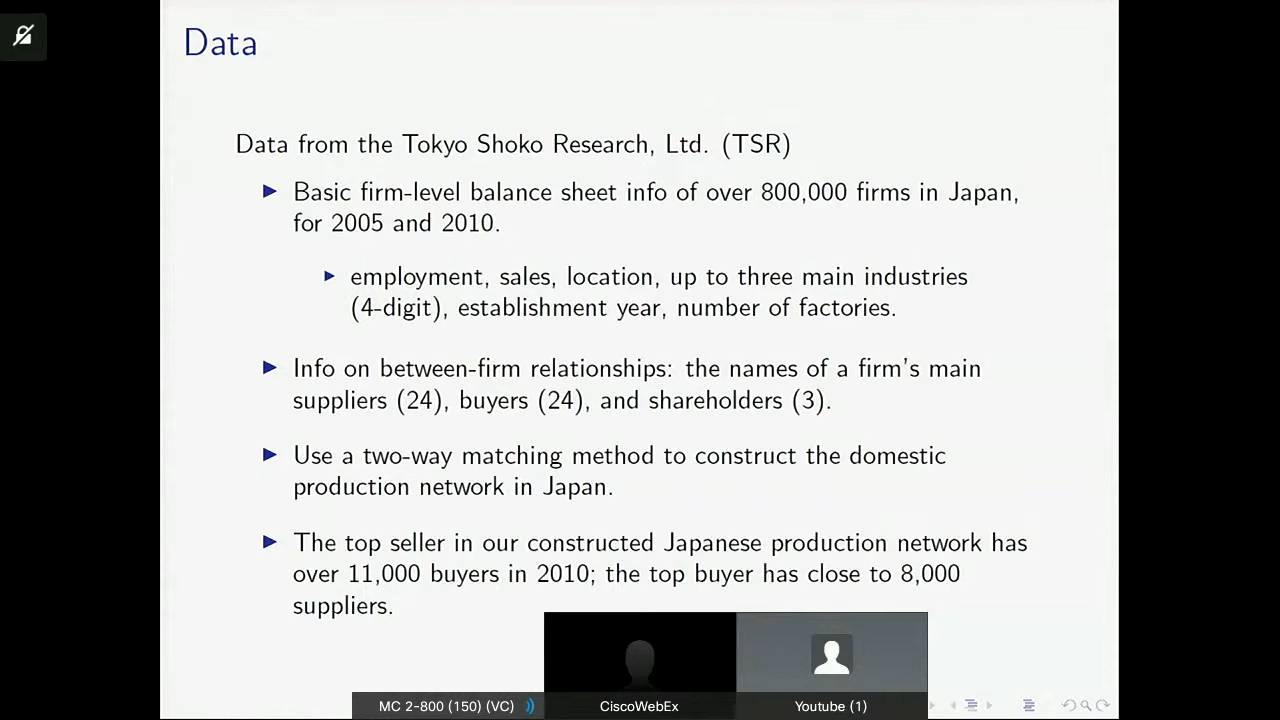 Data
Data from the Tokyo Shoko Research, Ltd. (TSR)
Basic firm-level balance sheet info of over 800,000 firms in Japan,
for 2005 and 2010.
employment, sales, location, up to three main industries
(4-digit), establishment year, number of factories.
Info on between-firm relationships: the names of a firm's main
suppliers (24), buyers (24), and shareholders (3).
Use a two-way matching method to construct the domestic
production network in Japan.
The top seller in our constructed Japanese production network has
over 11,000 buyers in 2010; the top buyer has close to 8,000
suppliers.
MC 2-800 (150) (VC)
CiscoWebEx
Youtube (1)